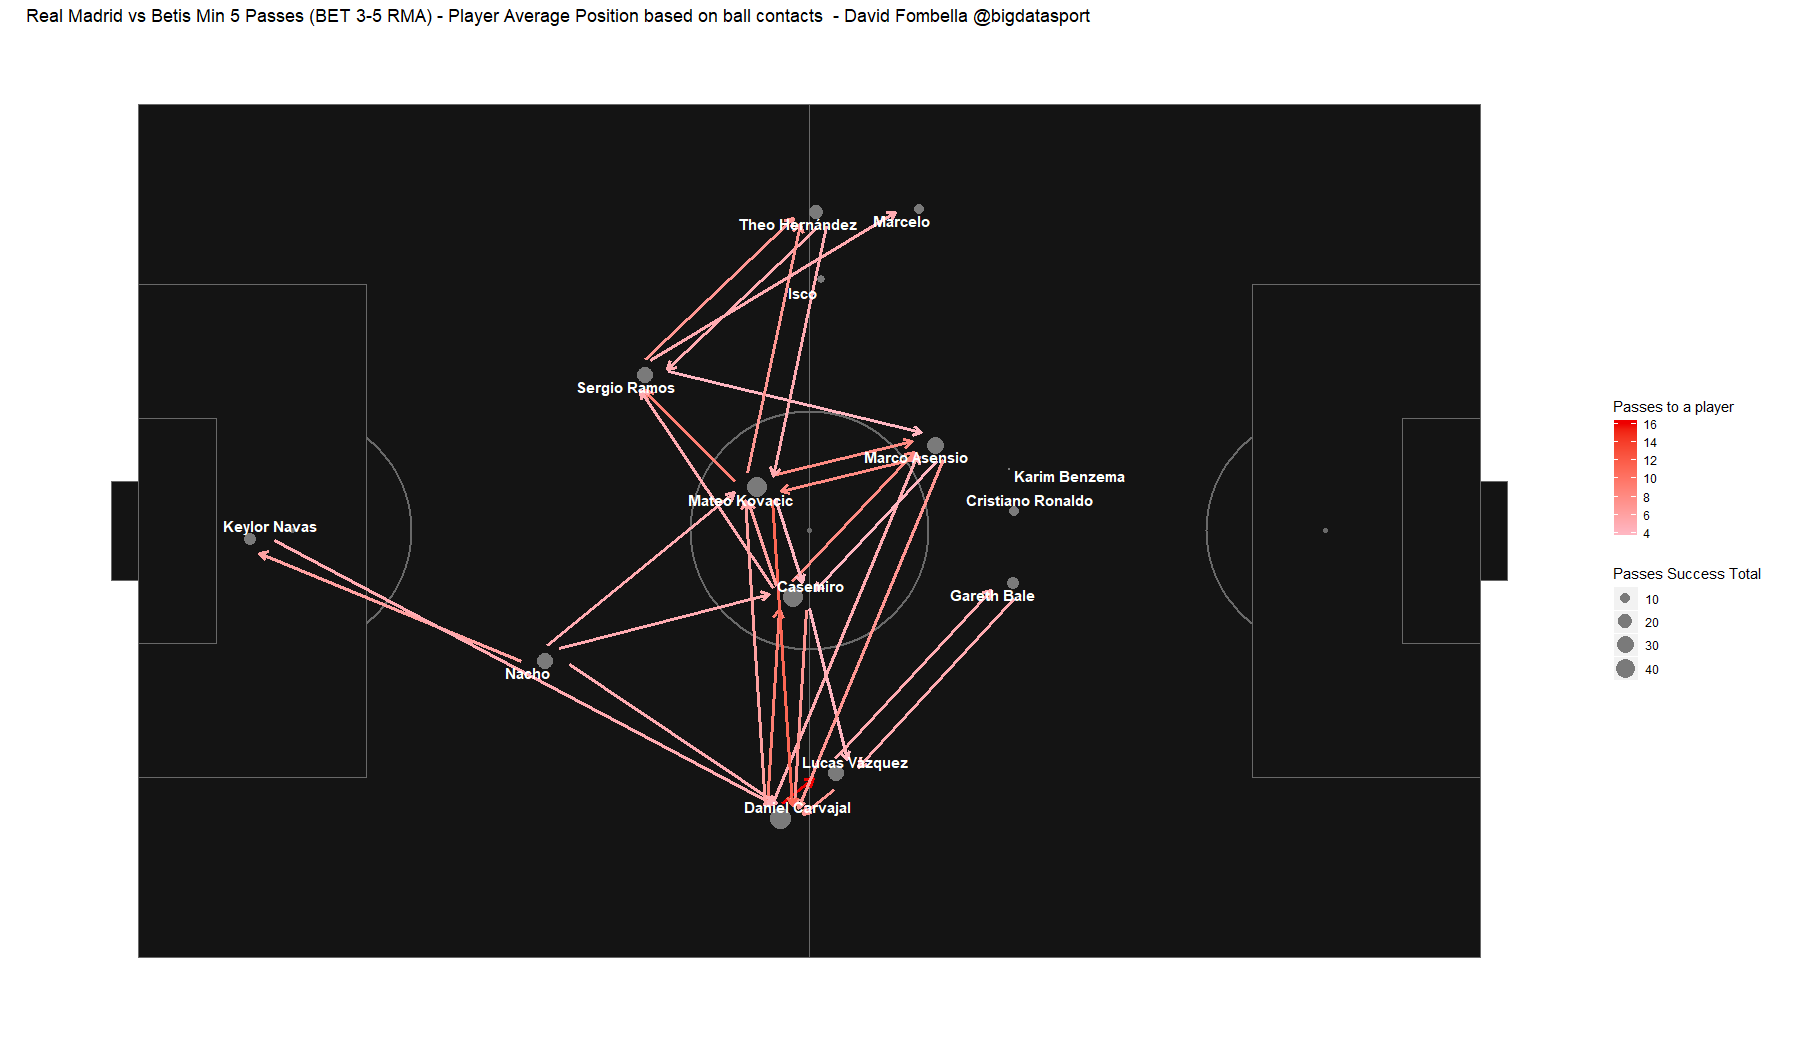 Real Madrid vs Betis Min 5 Passes (BET 3-5 RMA) - Player Average Position based on ball contacts  - David Fombella @bigdatasport
Theo Hernández
Marcelo
Isco
Sergio Ramos
Marco Asensio
Karim Benzema
Mateo Kovacic
Cristiano Ronaldo
Keylor Navas
Casemiro
Gareth Bale
Nacho
Lucas Vázquez
Daniel Carvajal
Passes to a player
16
14
12
10
8
6
4
Passes Success Total
10
20
30
40